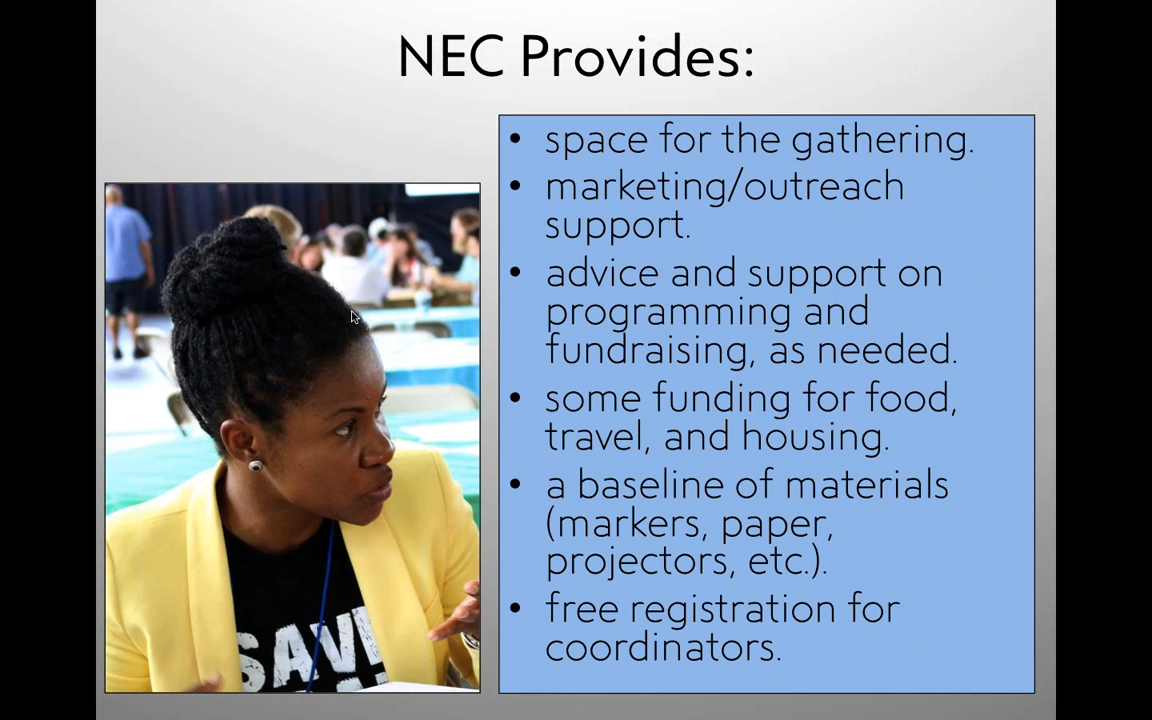 NEC Provides:
• space for the gathering.
• marketing/outreach
support.
• advice and support on
programming and
fundraising, as needed.
• some funding for food,
travel, and housing.
• a baseline of materials
(markers, paper,
projectors, etc.).
• free registration for
coordinators.
SAVE